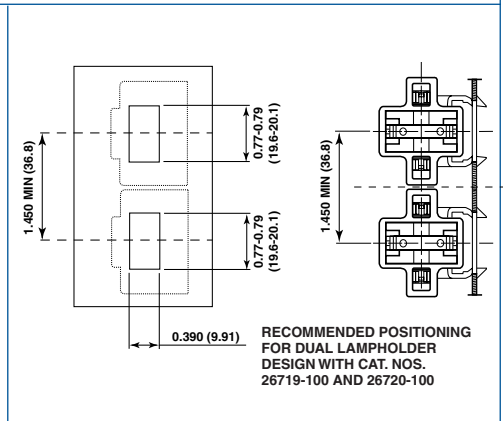 1.450 MIN (36.8)
0.77-0.79
(19.6-20.1)
0.77-0.79
(19.6-20.1)
0.390 (9.91)
1.450 MIN (36.8)
RECOMMENDED POSITIONING
FOR DUAL LAMPHOLDER
DESIGN WITH CAT. NOS.
26719-100 AND 26720-100